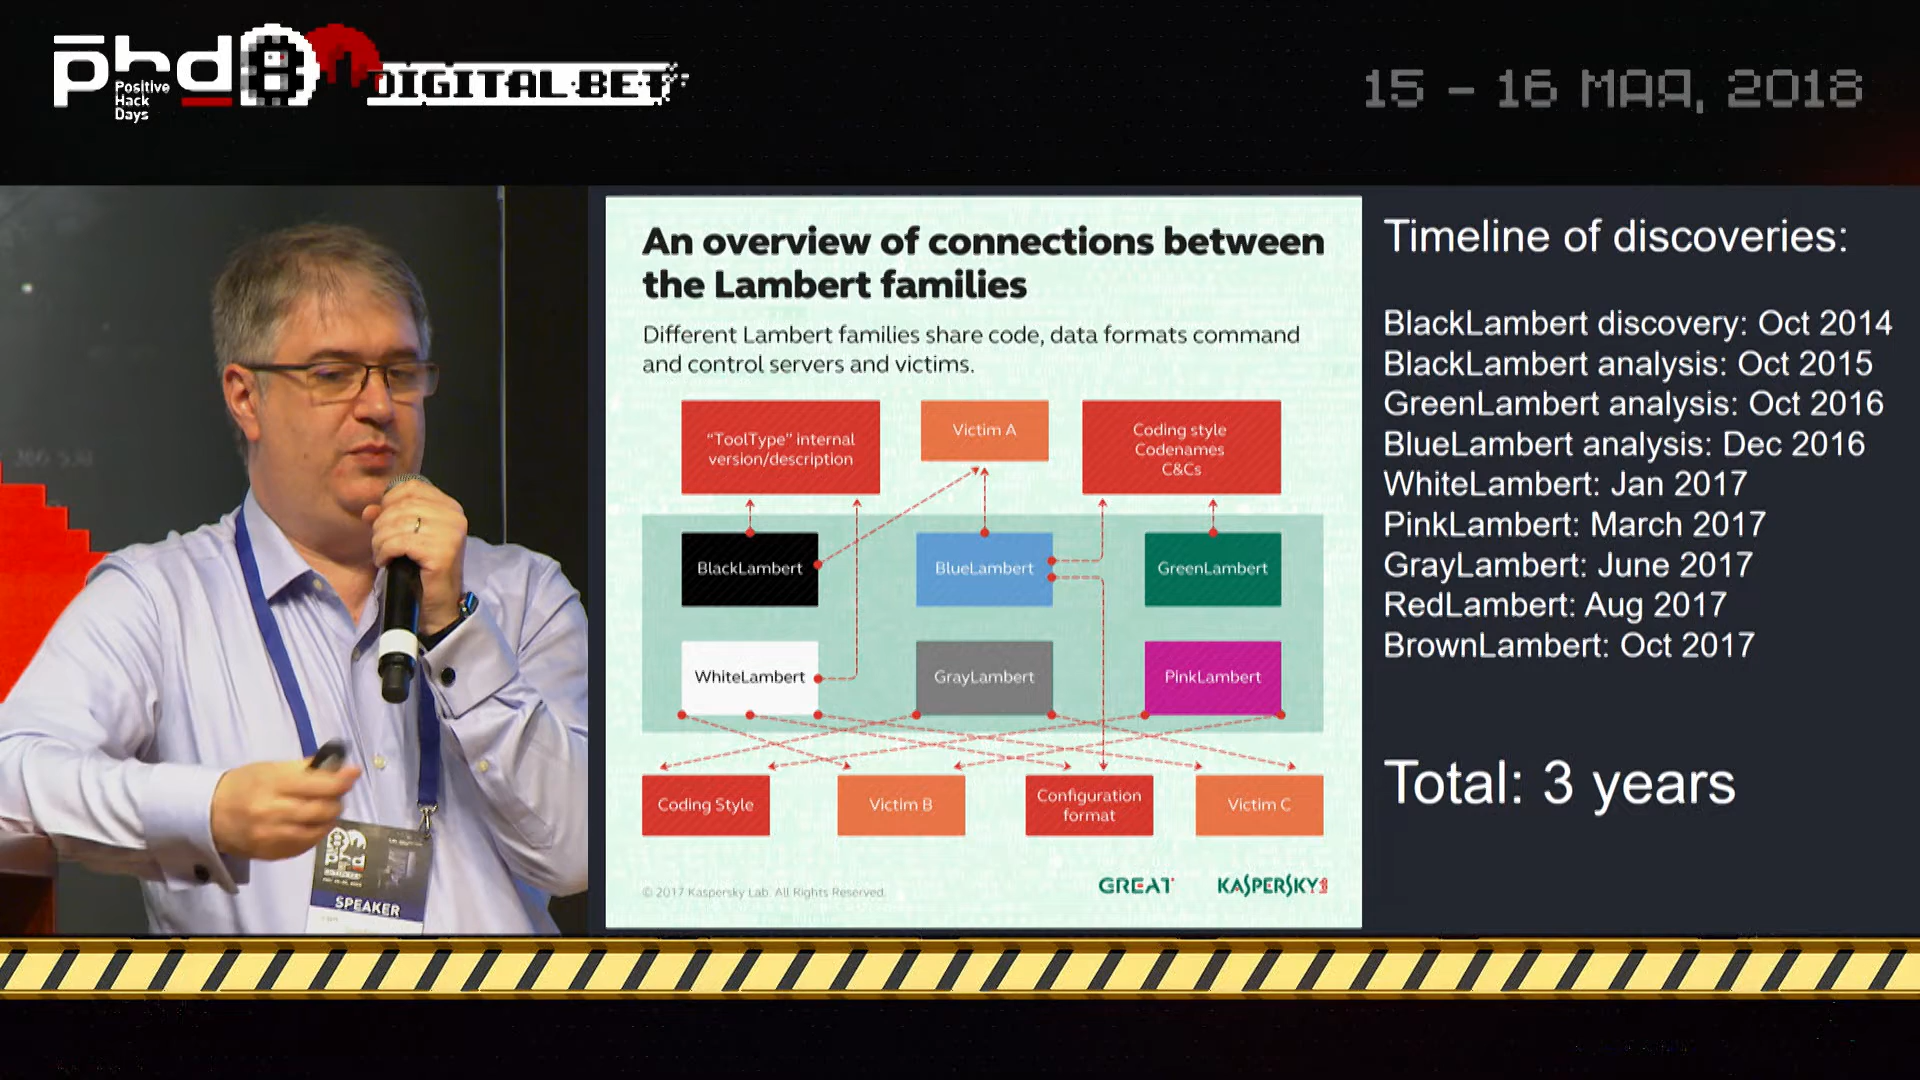 phd8
Positive
Hack
Days
DIGITAL BET
15 – 16 МАЯ, 2018
An overview of connections between
the Lambert families
Different Lambert families share code, data formats command
and control servers and victims.
“ToolType” internal
version/description
Victim A
Coding style
Codenames
C&Cs
BlackLambert
BlueLambert
GreenLambert
WhiteLambert
GrayLambert
PinkLambert
Coding Style
Victim B
Configuration
format
Victim C
© 2017 Kaspersky Lab. All Rights Reserved.
GREAT
KASPERSKY
Timeline of discoveries:
BlackLambert discovery: Oct 2014
BlackLambert analysis: Oct 2015
GreenLambert analysis: Oct 2016
BlueLambert analysis: Dec 2016
WhiteLambert: Jan 2017
PinkLambert: March 2017
GrayLambert: June 2017
RedLambert: Aug 2017
BrownLambert: Oct 2017
Total: 3 years
SPEAKER